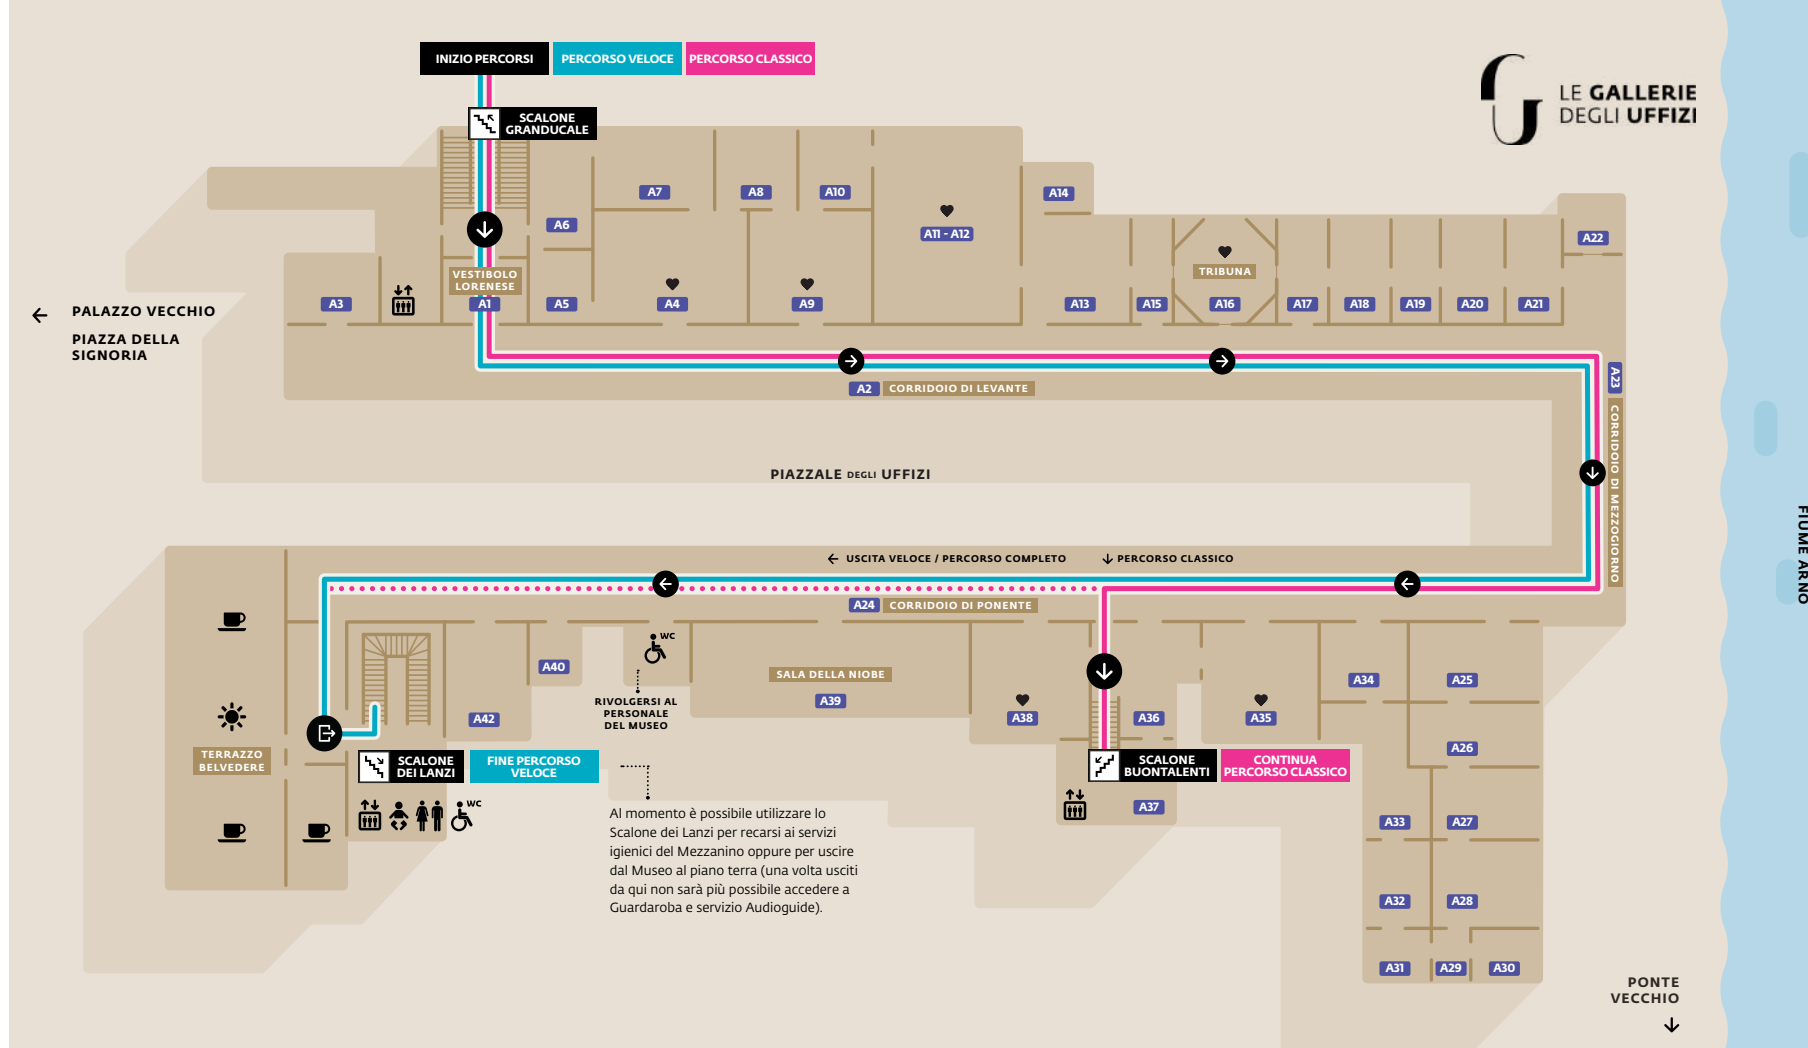 INIZIO PERCORSI
PERCORSO VELOCE
PERCORSO CLASSICO
SCALONE
GRANDUCALE
LE GALLERIE
DEGLI UFFIZI
A7
A8
A10
A14
A6
A11 - A12
A22
VESTIBOLO
LORENESE
TRIBUNA
A3
A1
A5
A4
A9
A13
A15
A16
A17
A18
A19
A20
A21
PALAZZO VECCHIO
PIAZZA DELLA
SIGNORIA
A2
CORRIDOIO DI LEVANTE
A23
CORRIDOIO DI MEZZOGIORNO
PIAZZALE DEGLI UFFIZI
FIUME ARNO
USCITA VELOCE / PERCORSO COMPLETO
PERCORSO CLASSICO
A24
CORRIDOIO DI PONENTE
WC
A40
SALA DELLA NIOBE
A39
A34
A25
RIVOLGERSI AL
PERSONALE
DEL MUSEO
A42
A38
A36
A35
A26
TERRAZZO
BELVEDERE
SCALONE
DEI LANZI
FINE PERCORSO
VELOCE
SCALONE
BUONTALENTI
CONTINUA
PERCORSO CLASSICO
WC
A37
A33
A27
Al momento è possibile utilizzare lo
Scalone dei Lanzi per recarsi ai servizi
igienici del Mezzanino oppure per uscire
dal Museo al piano terra (una volta usciti
da qui non sarà più possibile accedere a
Guardaroba e servizio Audioguide).
A32
A28
A31
A29
A30
PONTE
VECCHIO